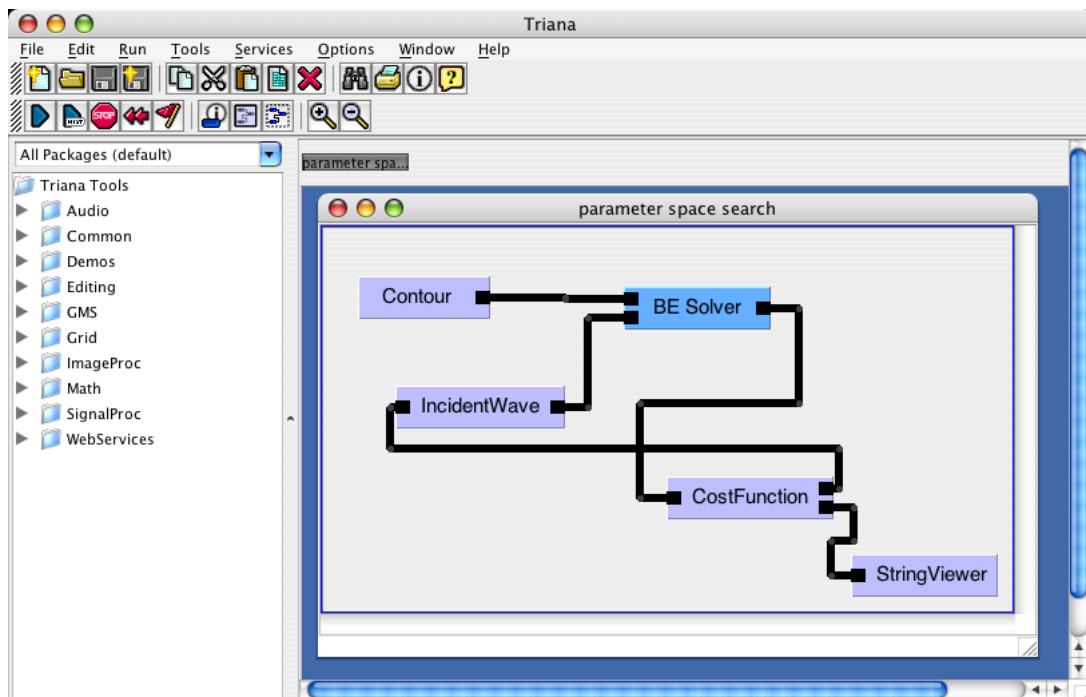 Triana
File Edit Run Tools Services Options Window Help
STOP
All Packages (default)
parameter spa...
Triana Tools
Audio
Common
Demos
Editing
GMS
Grid
ImageProc
Math
SignalProc
WebServices
parameter space search
Contour
BE Solver
IncidentWave
CostFunction
StringViewer